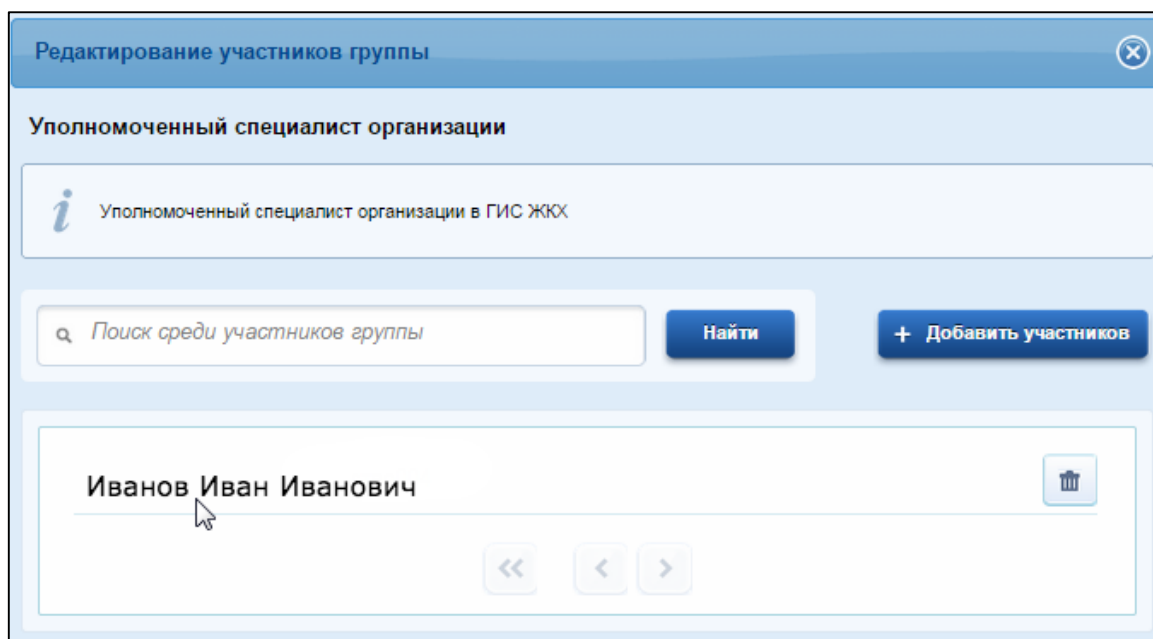 Редактирование участников группы
Уполномоченный специалист организации
Уполномоченный специалист организации в ГИС ЖКХ
Поиск среди участников группы
Найти
+ Добавить участников
Иванов Иван Иванович